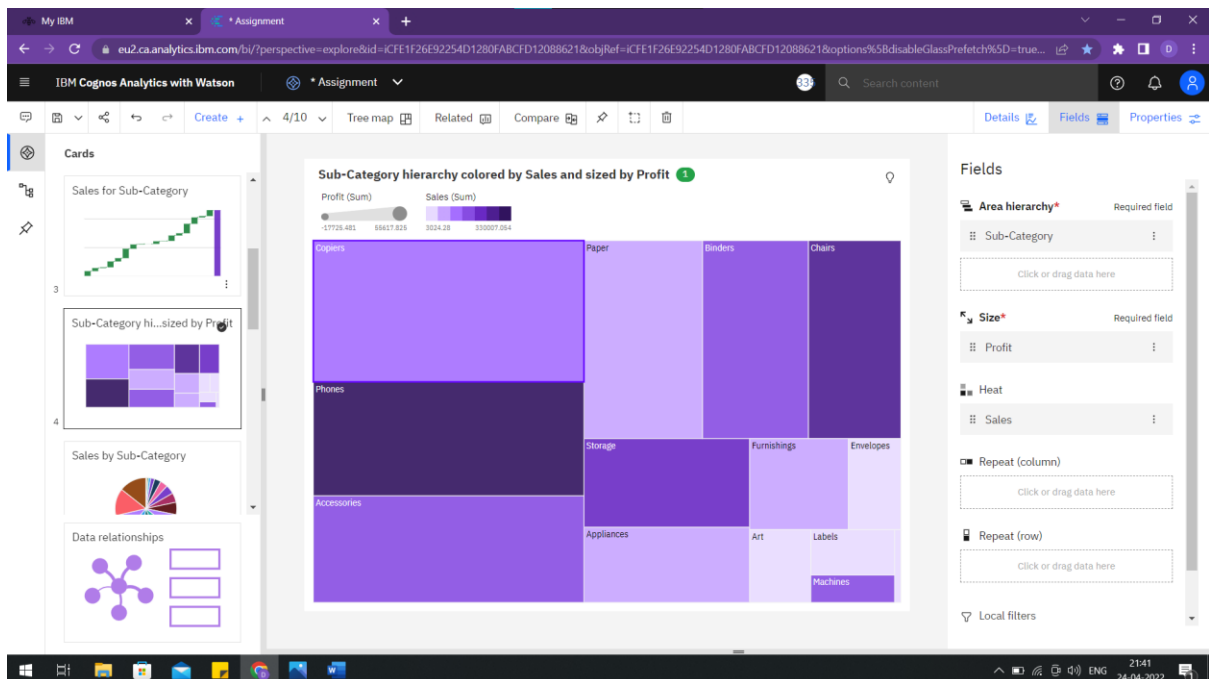 My IBM
* Assignment
eu2.ca.analytics.ibm.com/bi/?perspective=explore&id=iCFE1F26E92254D1280FABCFD12088621&objRef=iCFE1F26E92254D1280FABCFD12088621&options%5BdisableGlassPrefetch%5D=true...
D
IBM Cognos Analytics with Watson
* Assignment
Search content
Create +
4/10
Tree map
Related
Compare
Details
Fields
Properties
Cards
Sales for Sub-Category
3
Sub-Category hi...sized by Profit
4
Sales by Sub-Category
Data relationships
Sub-Category hierarchy colored by Sales and sized by Profit 1
Profit (Sum)
Sales (Sum)
-17725.481
55617.825
3024.28
330007.054
Copiers
Paper
Binders
Chairs
Phones
Storage
Furnishings
Envelopes
Accessories
Appliances
Art
Labels
Machines
Fields
Area hierarchy*
Required field
Sub-Category
Click or drag data here
Size*
Required field
Profit
Heat
Sales
Repeat (column)
Click or drag data here
Repeat (row)
Click or drag data here
Local filters
ENG
21:41
24-04-2022